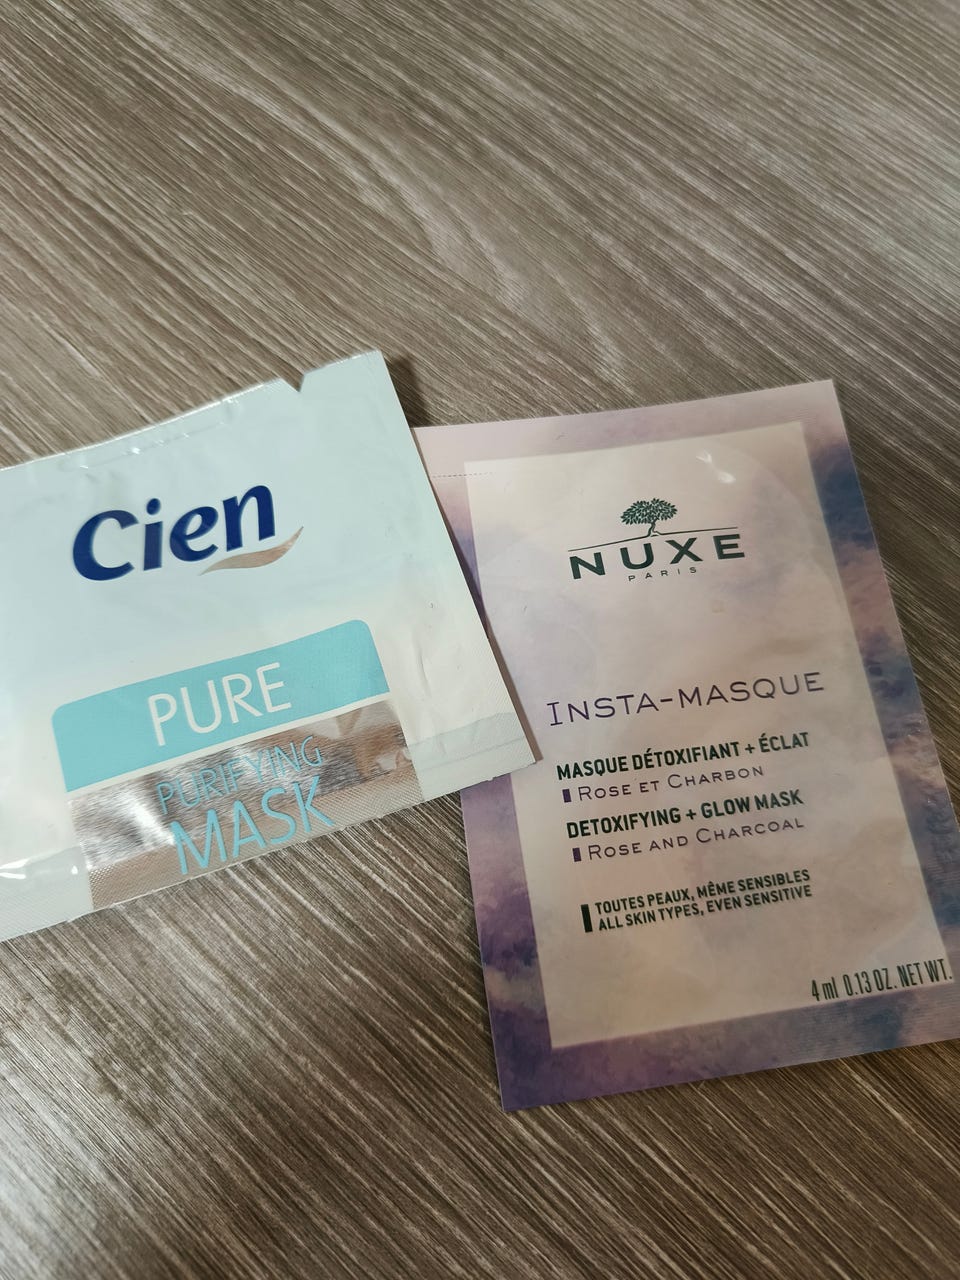 Cien
PURE
PURIFYING
MASK
NUXE
PARIS
INSTA-MASQUE
MASQUE DÉTOXIFIANT + ÉCLAT
ROSE ET CHARBON
DETOXIFYING + GLOW MASK
ROSE AND CHARCOAL
TOUTES PEAUX, MÊME SENSIBLES
ALL SKIN TYPES, EVEN SENSITIVE
4 ml 0.13 OZ. NET WT.